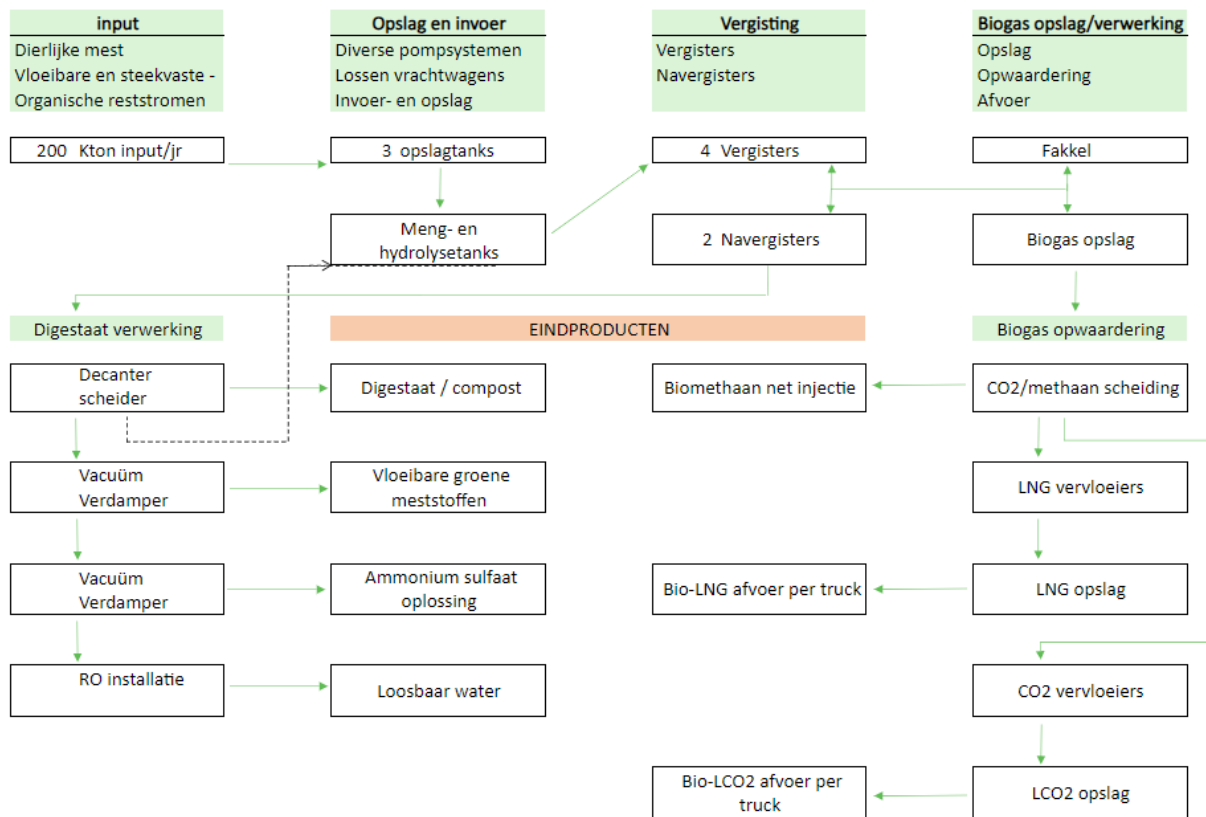 input
Dierlijke mest
Vloeibare en steekvaste -
Organische reststromen
Opslag en invoer
Diverse pompsystemen
Lossen vrachtwagens
Invoer- en opslag
Vergisting
Vergisters
Navergisters
Biogas opslag/verwerking
Opslag
Opwaardering
Afvoer
200 Kton input/jr
3 opslagtanks
4 Vergisters
Fakkel
Meng- en
hydrolysetanks
2 Navergisters
Biogas opslag
Digestaat verwerking
EINDPRODUCTEN
Biogas opwaardering
Decanter
scheider
Digestaat / compost
Biomethaan net injectie
CO2/methaan scheiding
Vacuüm
Verdamper
Vloeibare groene
meststoffen
LNG vervloeiers
Vacuüm
Verdamper
Ammonium sulfaat
oplossing
Bio-LNG afvoer per truck
LNG opslag
RO installatie
Loosbaar water
CO2 vervloeiers
Bio-LCO2 afvoer per
truck
LCO2 opslag